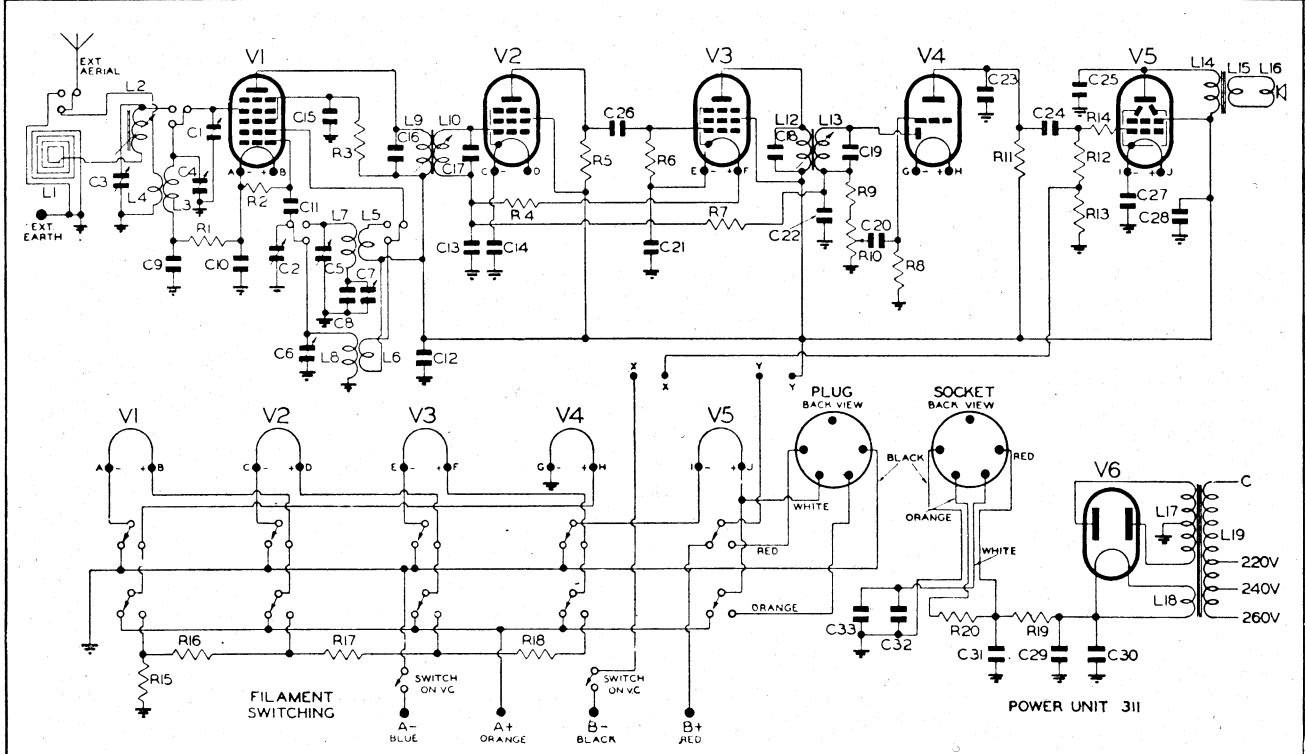 V1
V2
V3
V4
V5
EXT
AERIAL
L2
C1
C15
R3
L9
L10
C16
C17
C26
R5
R6
L12
L13
C18
C19
C23
C24
C25
R11
R14
R12
R13
L14
L15
L16
C3
C4
L4
L3
L1
EXT.
EARTH
A - + B
C D
E - + F
G - + H
I - + J
R1
R2
C11
L7
L5
R4
R7
R9
C20
R10
R8
C27
C28
C9
C10
C2
C5
C7
C8
C13
C14
C21
C22
C6
L8
L6
C12
X
X
Y
Y
PLUG
BACK VIEW
SOCKET
BACK VIEW
V1
V2
V3
V4
V5
A - + B
C - + D
E - + F
G - + H
I - + J
BLACK
RED
WHITE
RED
ORANGE
WHITE
ORANGE
V6
C
L17
L19
220V
240V
L18
260V
R16
R17
R18
R15
C33
C32
R20
R19
C31
C29
C30
SWITCH
ON V.C
SWITCH
ON V.C
FILAMENT
SWITCHING
A-
BLUE
A+
ORANGE
B-
BLACK
B+
RED
POWER UNIT 311